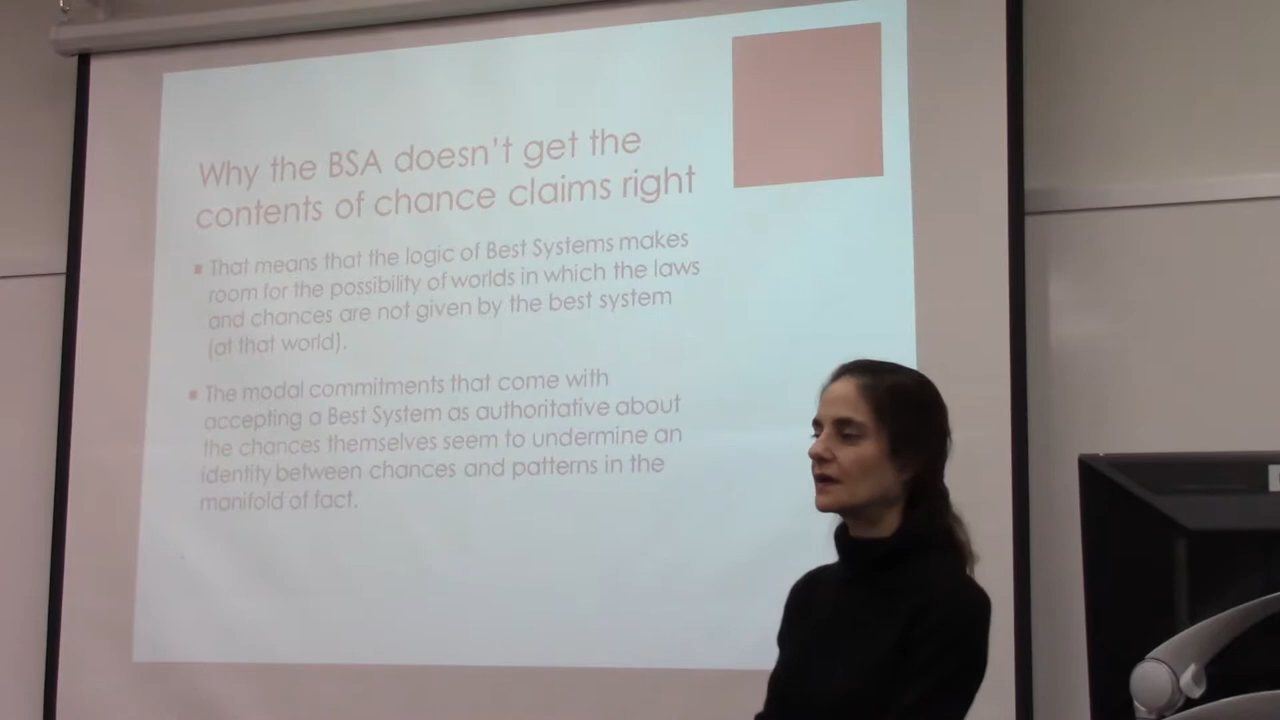 Why the BSA doesn't get the
contents of chance claims right
That means that the logic of Best Systems makes
room for the possibility of worlds in which the laws
and chances are not given by the best system
(at that world).
The modal commitments that come with
accepting a Best System as authoritative about
the chances themselves seem to undermine an
identity between chances and patterns in the
manifold of fact.